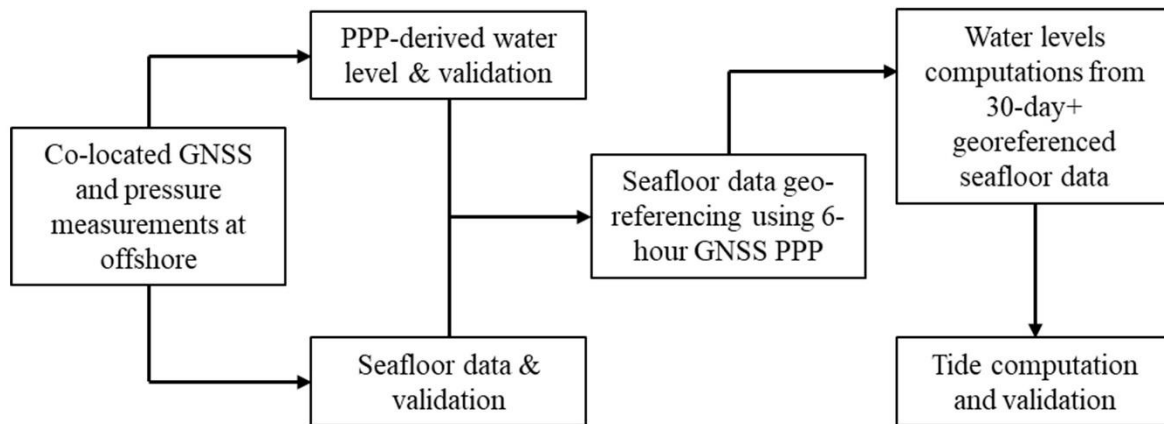 PPP-derived water
level & validation
Water levels
computations from
30-day+
georeferenced
seafloor data
Co-located GNSS
and pressure
measurements at
offshore
Seafloor data geo-
referencing using 6-
hour GNSS PPP
Seafloor data &
validation
Tide computation
and validation